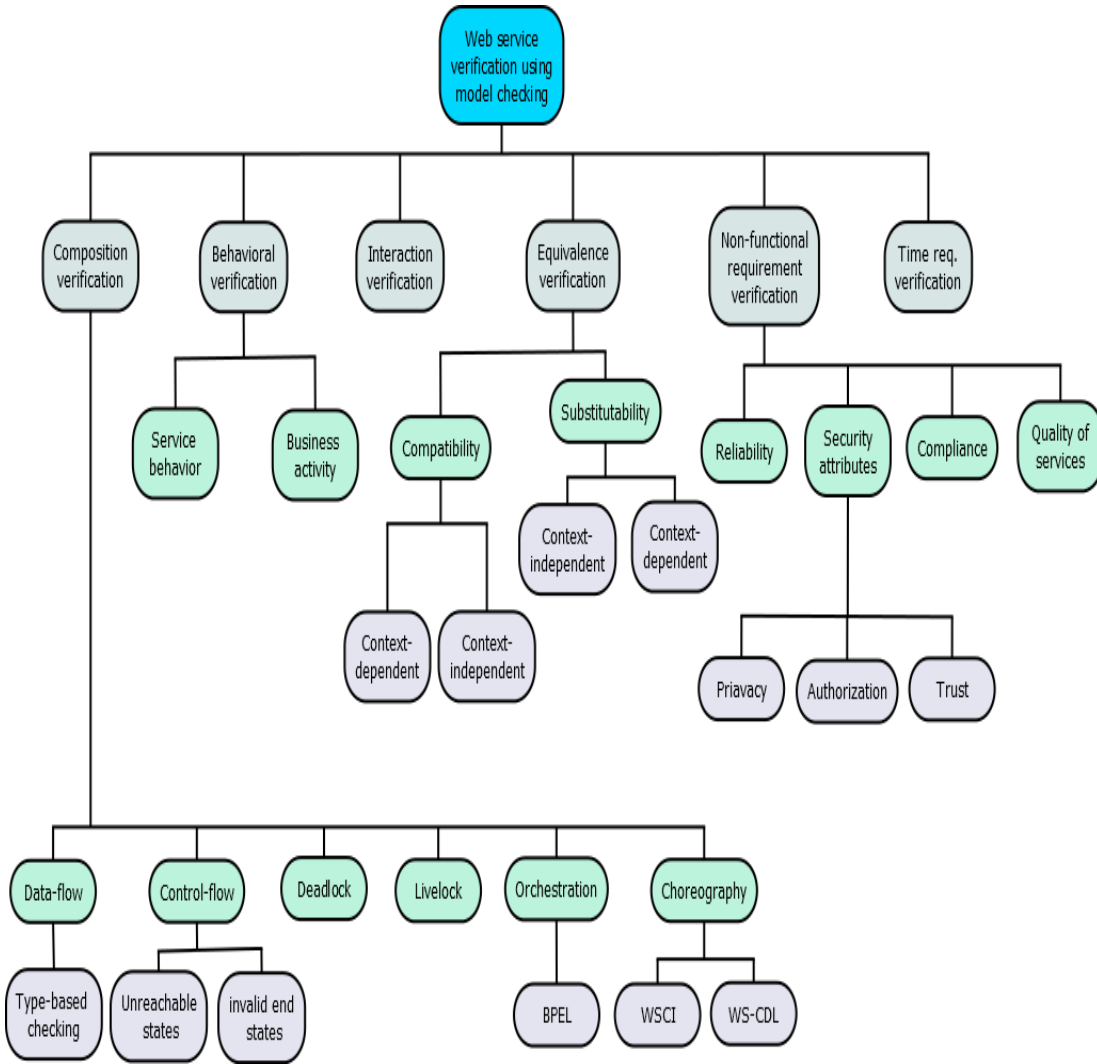 Web service
verification using
model checking
Composition
verification
Behavioral
verification
Interaction
verification
Equivalence
verification
Non-functional
requirement
verification
Time req.
verification
Service
behavior
Business
activity
Compatibility
Substitutability
Reliability
Security
attributes
Compliance
Quality of
services
Context-
independent
Context-
dependent
Context-
dependent
Context-
independent
Priavacy
Authorization
Trust
Data-flow
Control-flow
Deadlock
Livelock
Orchestration
Choreography
Type-based
checking
Unreachable
states
invalid end
states
BPEL
WSCI
WS-CDL